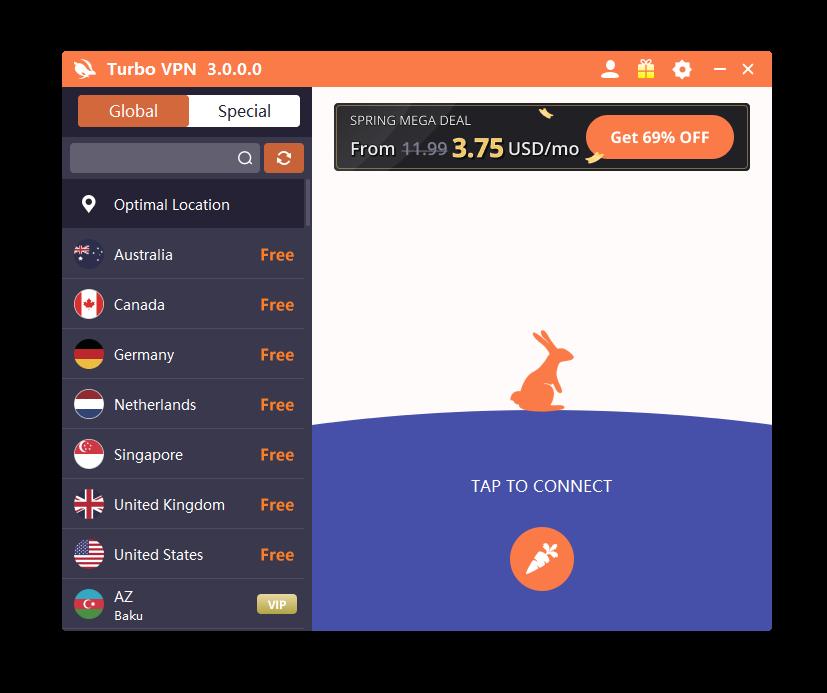 Turbo VPN 3.0.0.0
Global
Special
Optimal Location
Australia Free
Canada Free
Germany Free
Netherlands Free
Singapore Free
United Kingdom Free
United States Free
AZ
Baku
VIP
SPRING MEGA DEAL
From 11.99 3.75 USD/mo
Get 69% OFF
TAP TO CONNECT